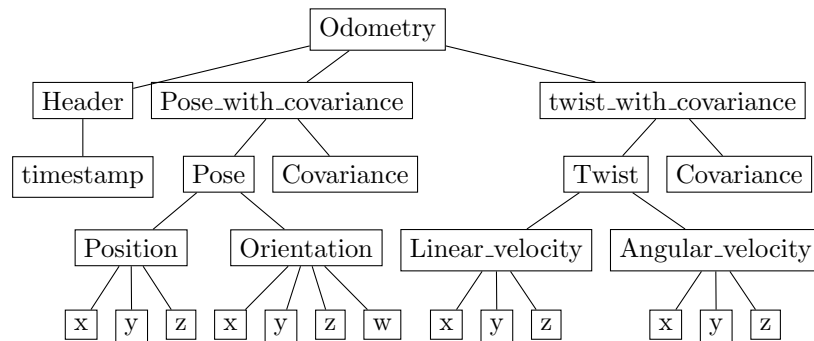 Odometry
Header Pose_with_covariance twist_with_covariance
timestamp Pose Covariance Twist Covariance
Position Orientation Linear_velocity Angular_velocity
x y z x y z w x y z x y z